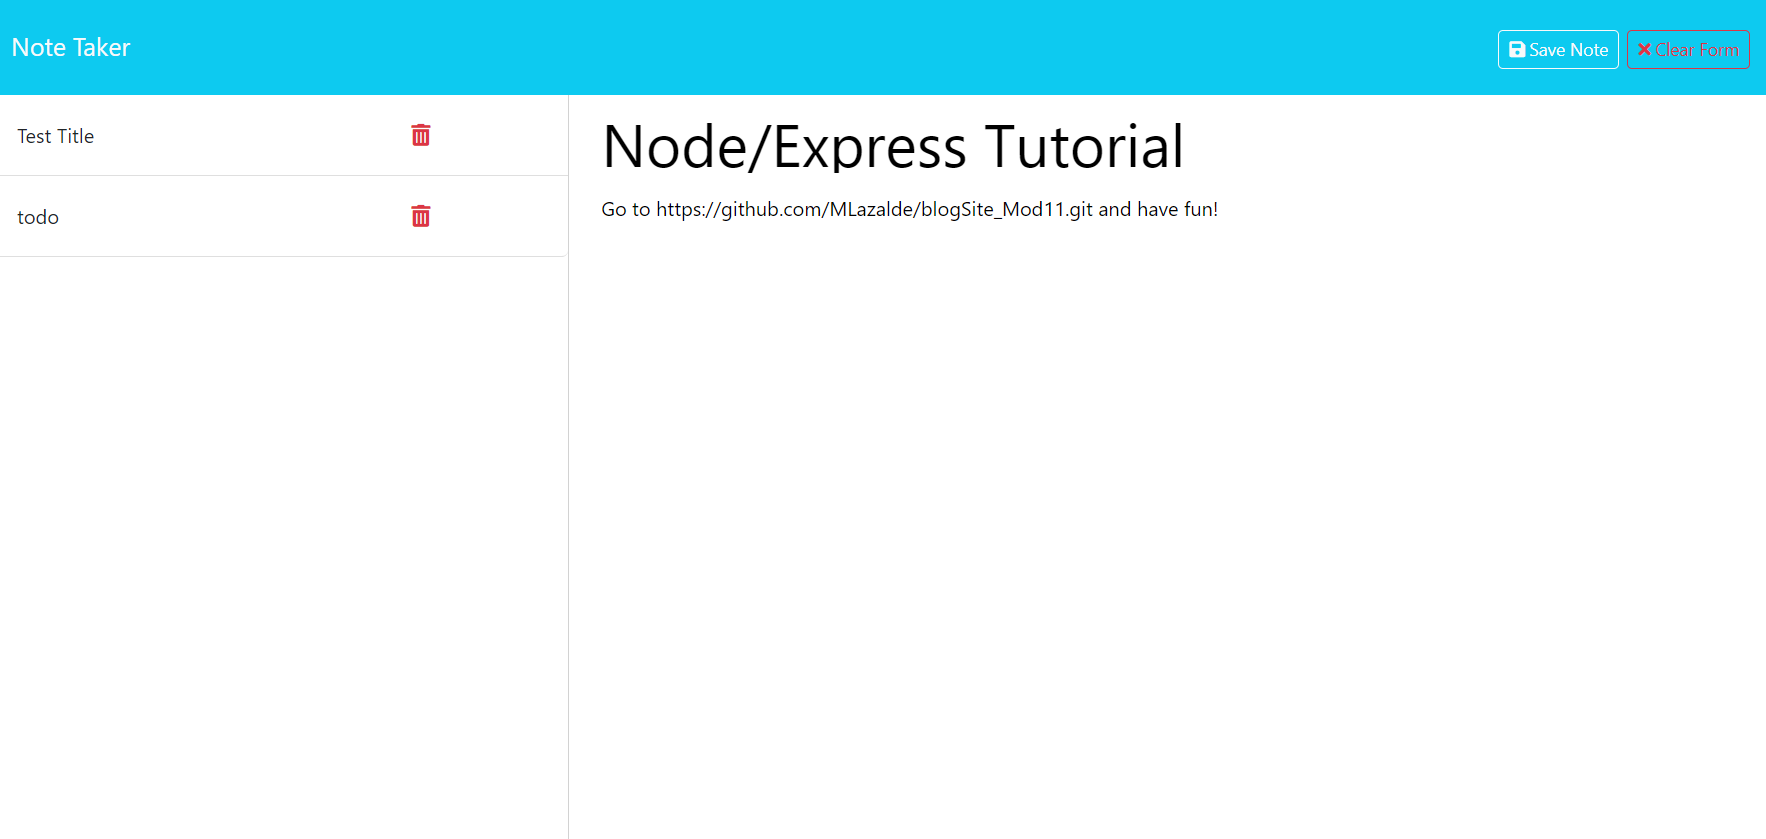 Note Taker
Save Note
Clear Form
Test Title
todo
Node/Express Tutorial
Go to https://github.com/MLazalde/blogSite_Mod11.git and have fun!